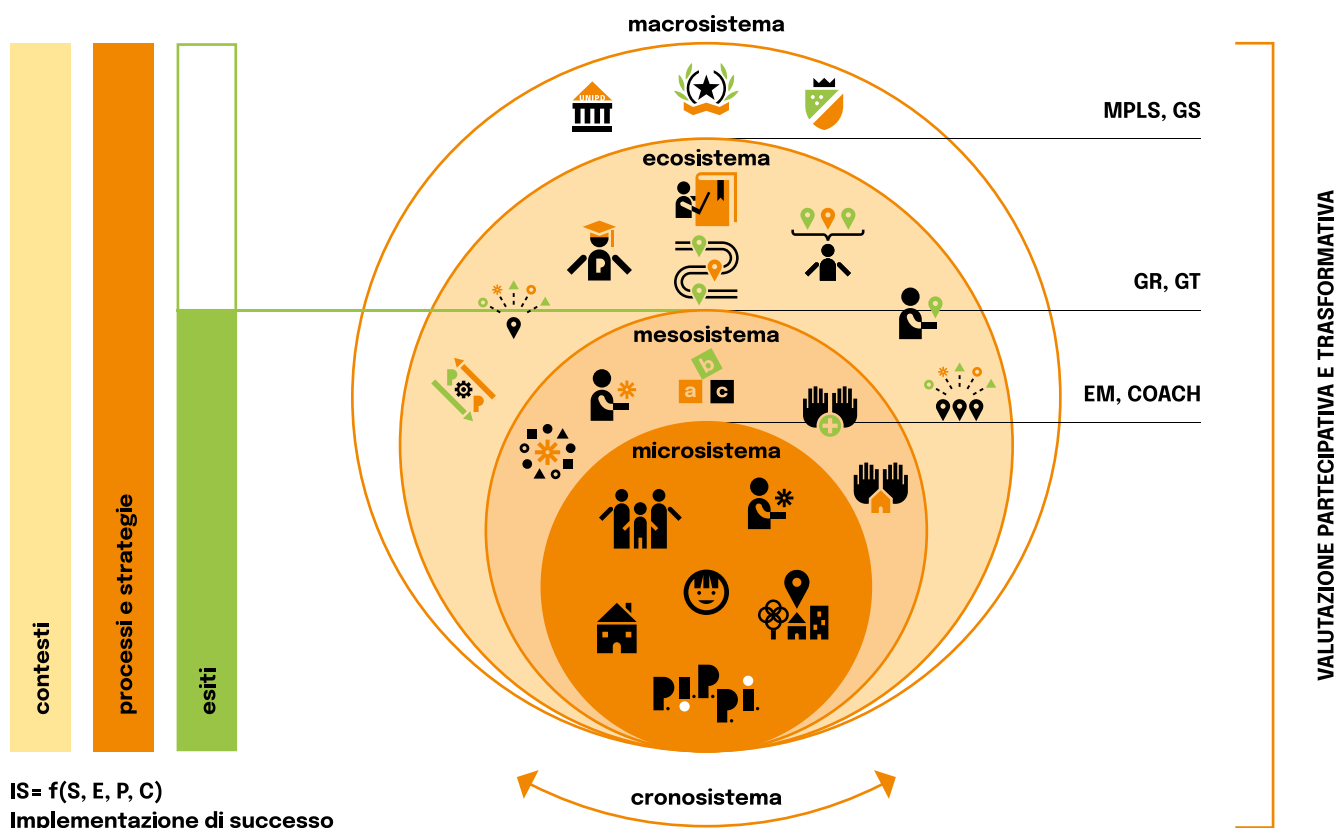 macrosistema
UNIPD
MPLS, GS
ecosistema
P
GR, GT
mesosistema
b
a c
P
P
EM, COACH
microsistema
P.I.P.P.I.
cronosistema
contesti
processi e strategie
esiti
IS= f(S, E, P, C)
Implementazione di successo
VALUTAZIONE PARTECIPATIVA E TRASFORMATIVA